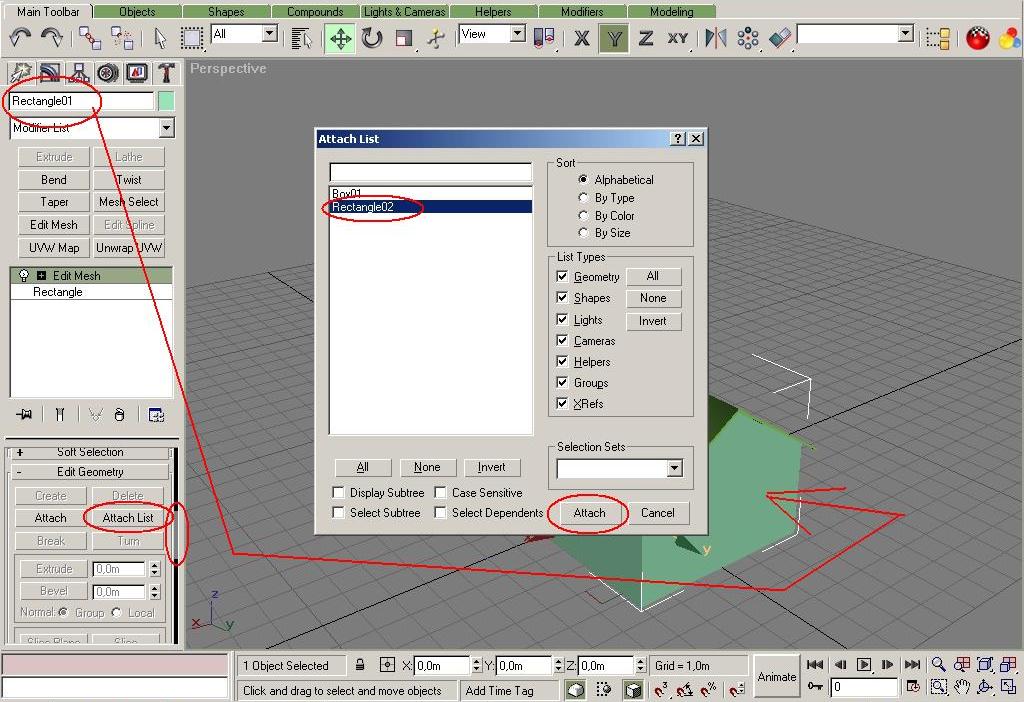 Main Toolbar Objects Shapes Compounds Lights & Cameras Helpers Modifiers Modeling
All View X Y Z XY
Perspective
Rectangle01
Modifier List
Extrude Lathe
Bend Twist
Taper Mesh Select
Edit Mesh Edit Spline
UVW Map Unwrap UVW
Edit Mesh
Rectangle
+ Soft Selection
- Edit Geometry
Create Delete
Attach Attach List
Break Turn
Extrude 0,0m
Bevel 0,0m
Normal: Group Local
Slice Plane Slice
Attach List
Box01
Rectangle02
Sort
Alphabetical
By Type
By Color
By Size
List Types
Geometry All
Shapes None
Lights Invert
Cameras
Helpers
Groups
XRefs
Selection Sets
All None Invert
Display Subtree Case Sensitive
Select Subtree Select Dependents
Attach Cancel
y
z
x y
1 Object Selected X: 0,0m Y: 0,0m Z: 0,0m Grid = 1,0m
Click and drag to select and move objects Add Time Tag
Animate
0